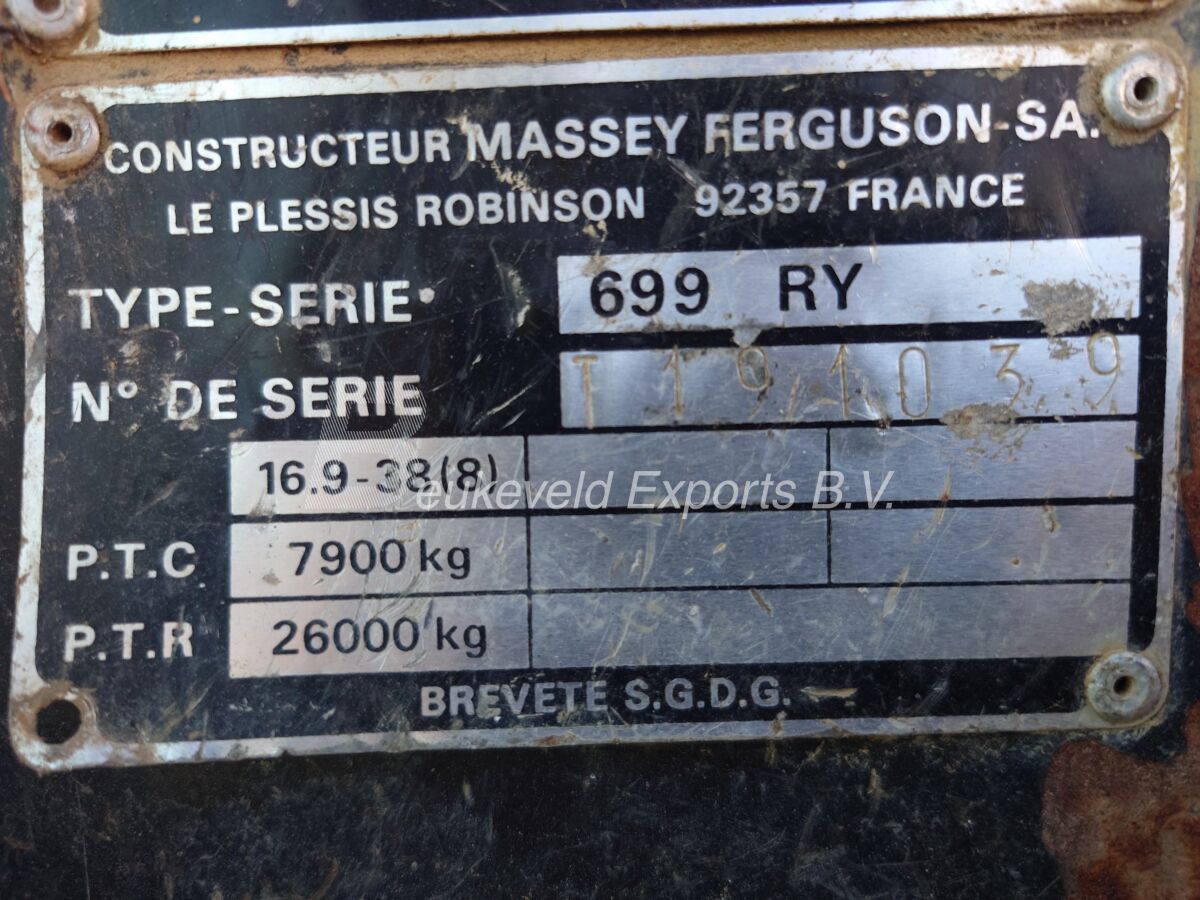 CONSTRUCTEUR MASSEY FERGUSON-SA.
LE PLESSIS ROBINSON 92357 FRANCE
TYPE-SERIE• 699 RY
N° DE SERIE T191039
16.9-38(8)
eukeveld Exports B.V.
P.T.C 7900 kg
P.T.R 26000 kg
BREVETE S.G.D.G.